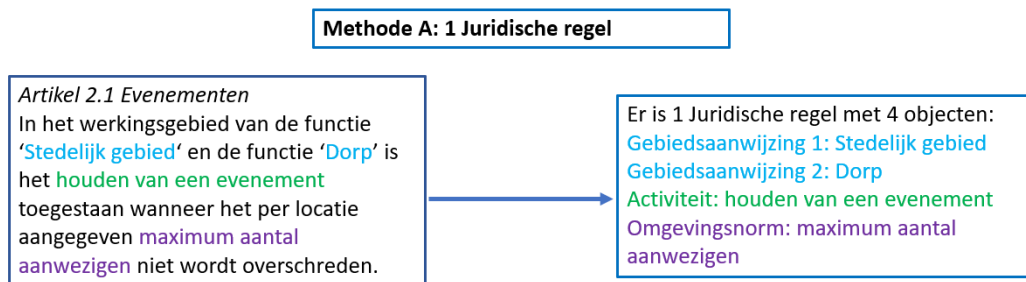 Methode A: 1 Juridische regel
Artikel 2.1 Evenementen
In het werkingsgebied van de functie
‘Stedelijk gebied‘ en de functie ‘Dorp’ is
het houden van een evenement
toegestaan wanneer het per locatie
aangegeven maximum aantal
aanwezigen niet wordt overschreden.
Er is 1 Juridische regel met 4 objecten:
Gebiedsaanwijzing 1: Stedelijk gebied
Gebiedsaanwijzing 2: Dorp
Activiteit: houden van een evenement
Omgevingsnorm: maximum aantal
aanwezigen